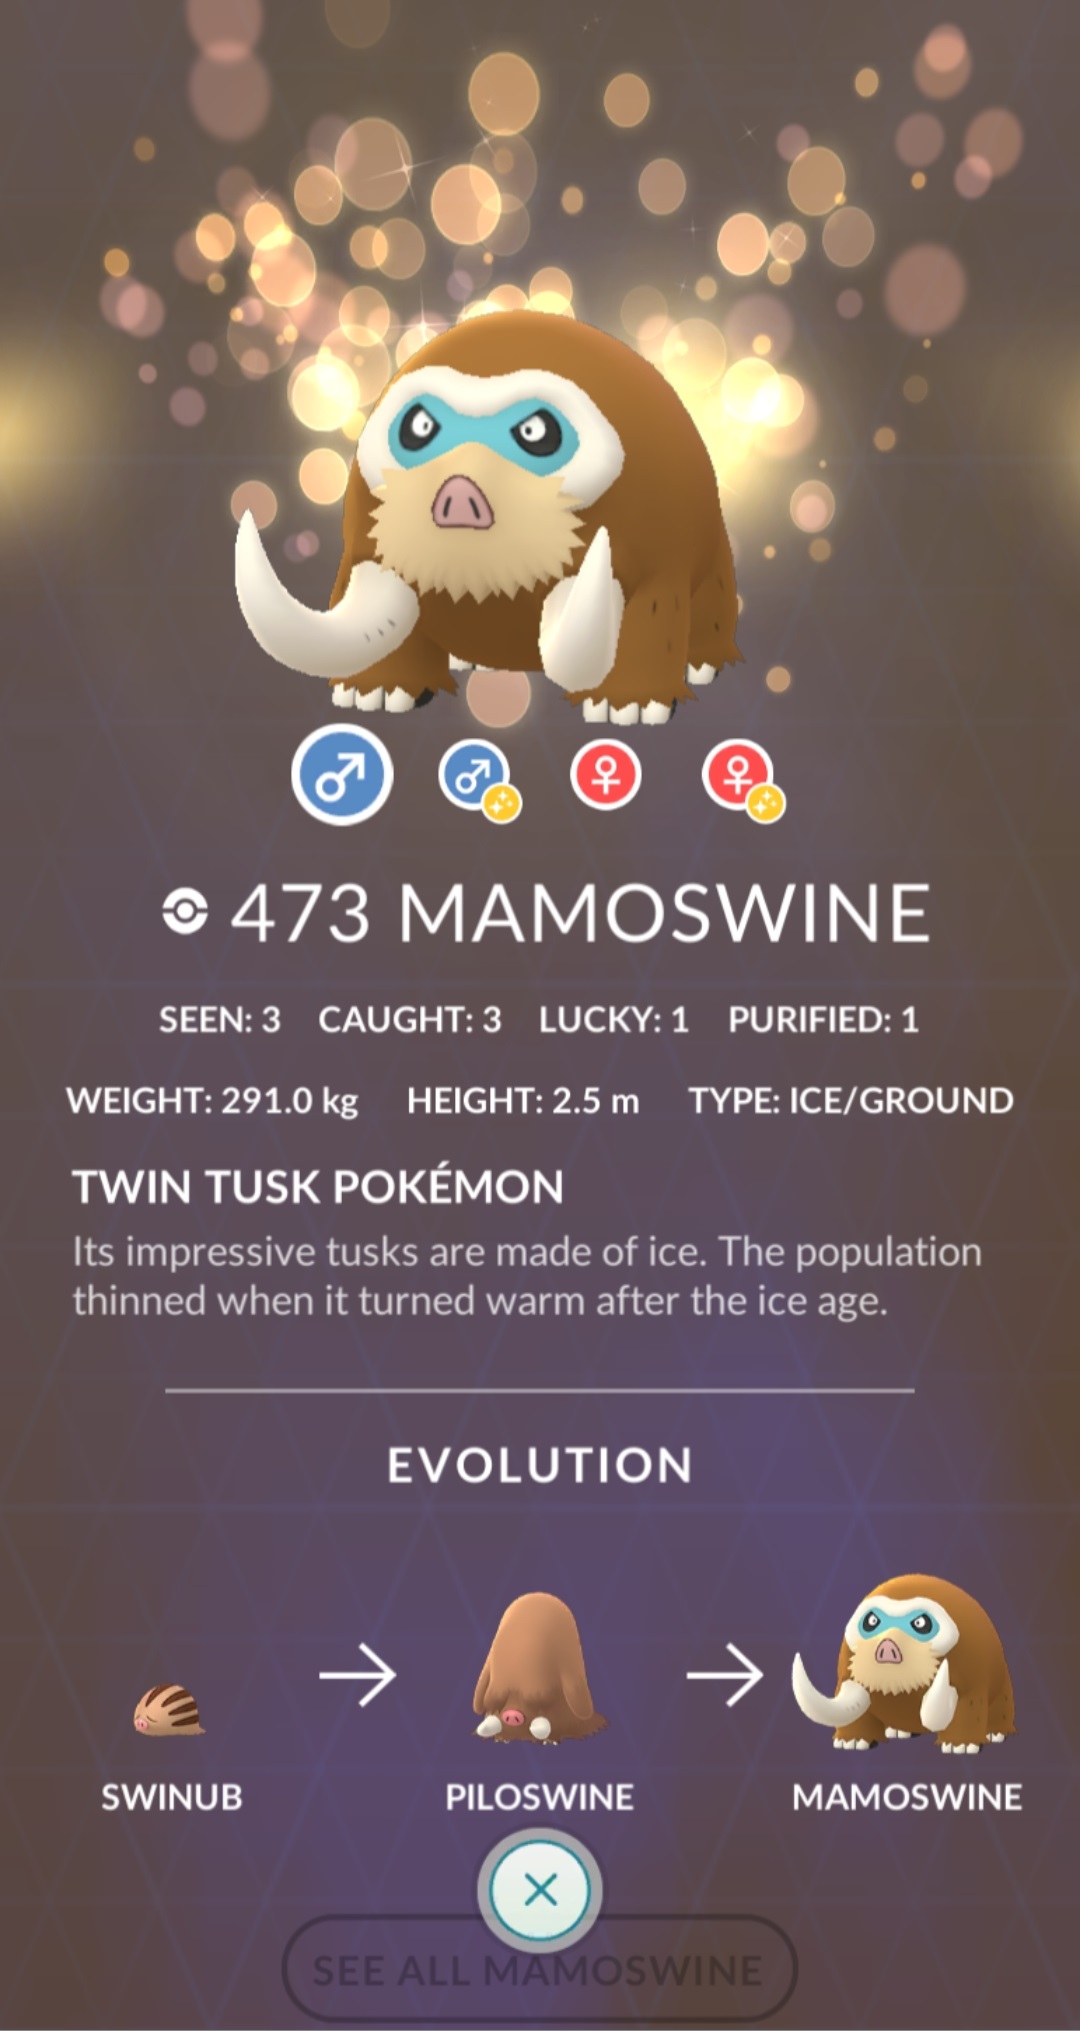 473 MAMOSWINE
SEEN: 3 CAUGHT: 3 LUCKY: 1 PURIFIED: 1
WEIGHT: 291.0 kg HEIGHT: 2.5 m TYPE: ICE/GROUND
TWIN TUSK POKÉMON
Its impressive tusks are made of ice. The population
thinned when it turned warm after the ice age.
EVOLUTION
SWINUB PILOSWINE MAMOSWINE
SEE ALL MAMOSWINE